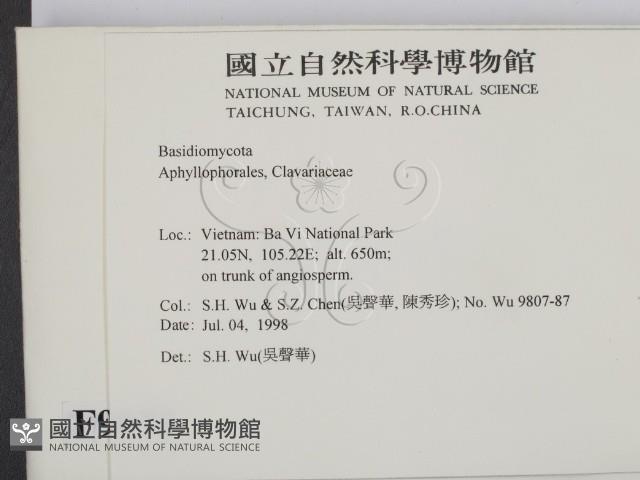 國立自然科學博物館
NATIONAL MUSEUM OF NATURAL SCIENCE
TAICHUNG, TAIWAN, R.O.CHINA
Basidiomycota
Aphyllophorales, Clavariaceae
Loc.: Vietnam: Ba Vi National Park
21.05N, 105.22E; alt. 650m;
on trunk of angiosperm.
Col.: S.H. Wu & S.Z. Chen(吳聲華, 陳秀珍); No. Wu 9807-87
Date: Jul. 04, 1998
Det.: S.H. Wu(吳聲華)
國立自然科學博物館
NATIONAL MUSEUM OF NATURAL SCIENCE